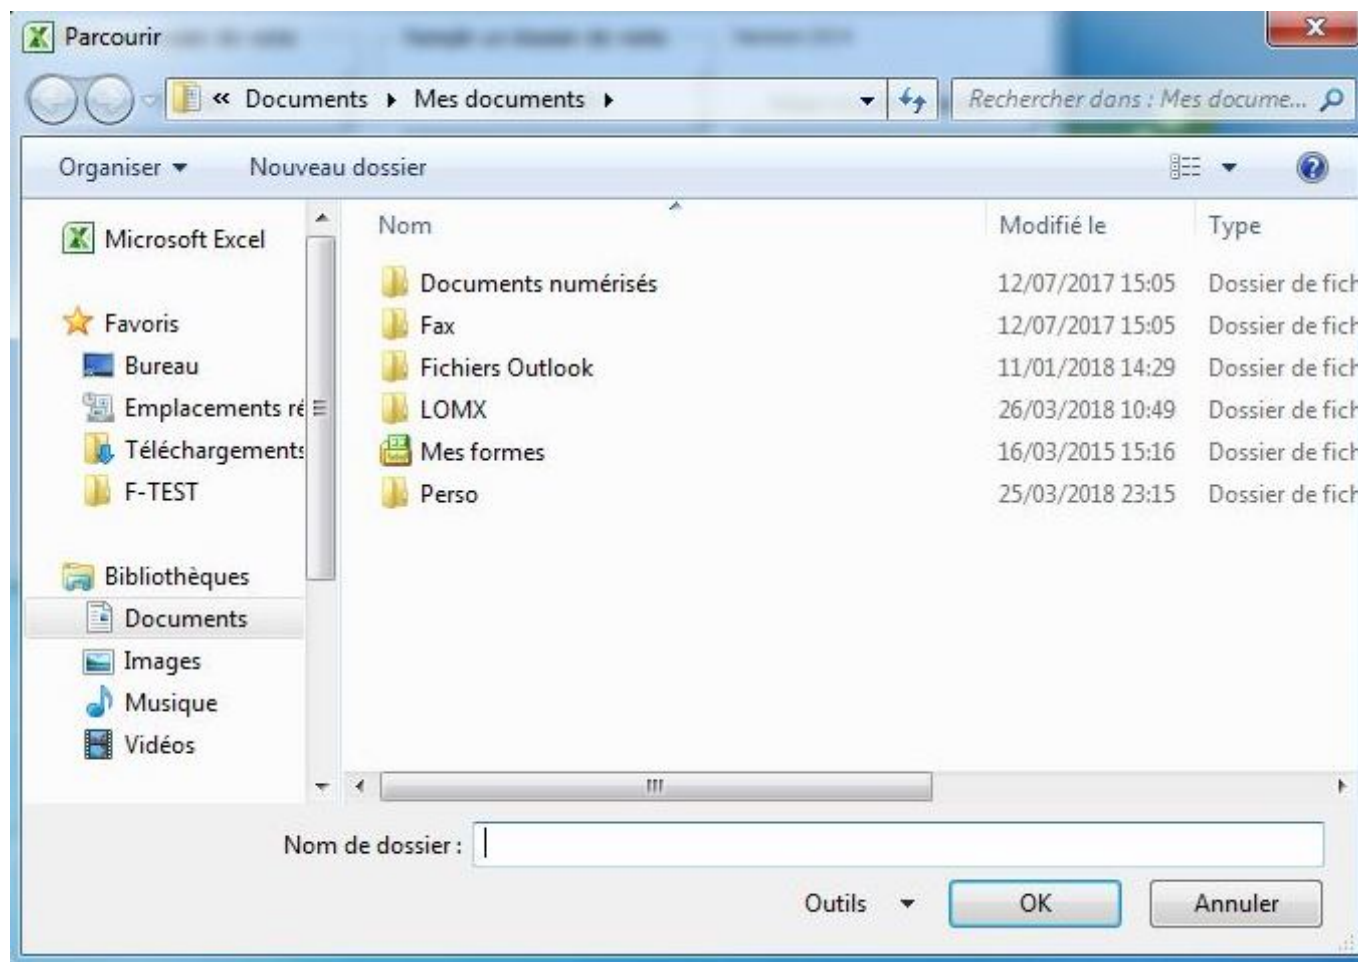 Parcourir
« Documents ▸ Mes documents ▸
Rechercher dans : Mes docume...
Organiser
Nouveau dossier
Microsoft Excel
Favoris
Bureau
Emplacements ré
Téléchargements
F-TEST
Bibliothèques
Documents
Images
Musique
Vidéos
Nom Modifié le Type
Documents numérisés 12/07/2017 15:05 Dossier de fich
Fax 12/07/2017 15:05 Dossier de fich
Fichiers Outlook 11/01/2018 14:29 Dossier de fich
LOMX 26/03/2018 10:49 Dossier de fich
Mes formes 16/03/2015 15:16 Dossier de fich
Perso 25/03/2018 23:15 Dossier de fich
Nom de dossier :
Outils OK Annuler